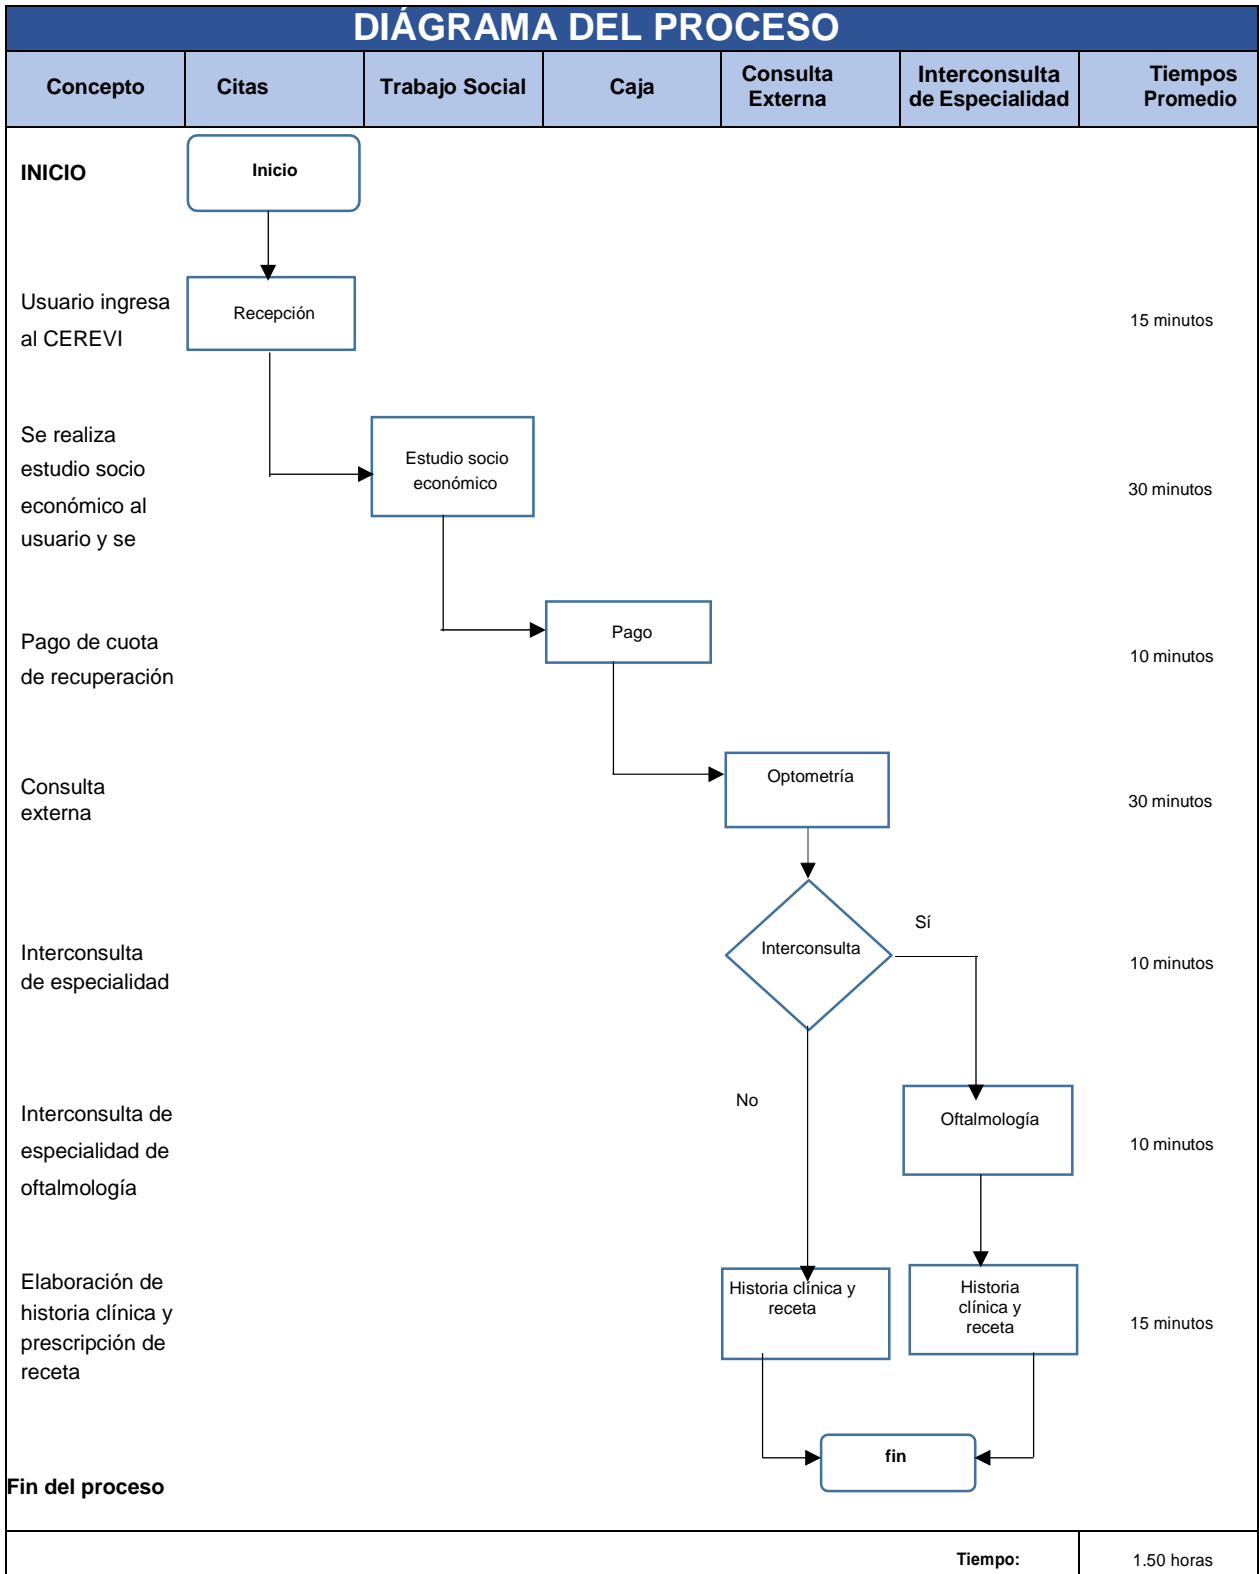 DIÁGRAMA DEL PROCESO
Concepto
Citas
Trabajo Social
Caja
Consulta
Externa
Interconsulta
de Especialidad
Tiempos
Promedio
INICIO
Inicio
Usuario ingresa
al CEREVI
Recepción
15 minutos
Se realiza
estudio socio
económico al
usuario y se
Estudio socio
económico
30 minutos
Pago de cuota
de recuperación
Pago
10 minutos
Consulta
externa
Optometría
30 minutos
Interconsulta
de especialidad
Interconsulta
Sí
10 minutos
No
Interconsulta de
especialidad de
oftalmología
Oftalmología
10 minutos
Elaboración de
historia clínica y
prescripción de
receta
Historia clínica y
receta
Historia
clínica y
receta
15 minutos
fin
Fin del proceso
Tiempo:
1.50 horas